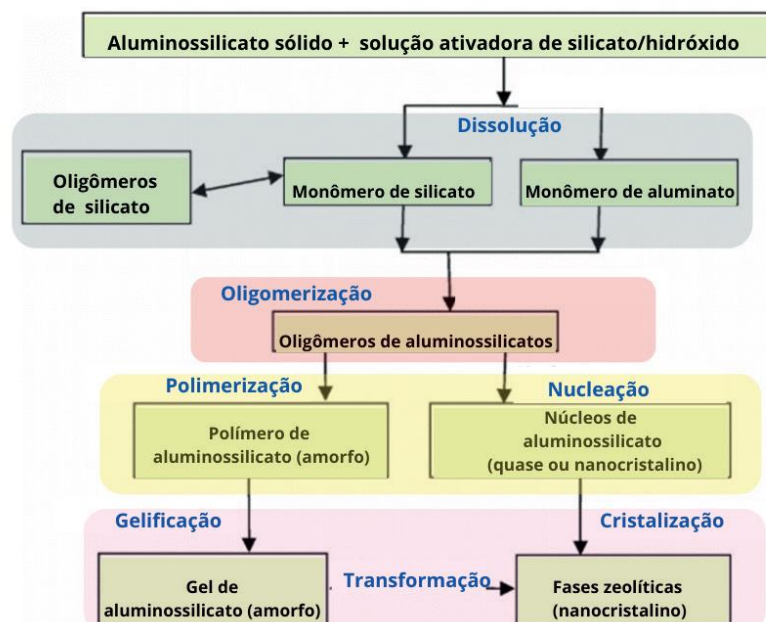 Aluminossilicato sólido + solução ativadora de silicato/hidróxido
Dissolução
Oligômeros
de silicato
Monômero de silicato
Monômero de aluminato
Oligomerização
Oligômeros de aluminossilicatos
Polimerização
Nucleação
Polímero de
aluminossilicato (amorfo)
Núcleos de
aluminossilicato
(quase ou nanocristalino)
Gelificação
Cristalização
Gel de
aluminossilicato (amorfo)
Transformação
Fases zeolíticas
(nanocristalino)